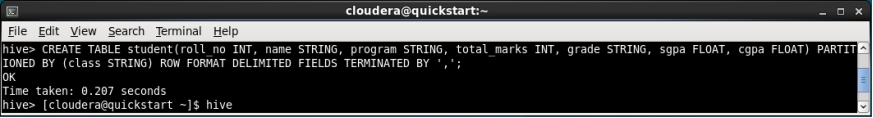 cloudera@quickstart:~
File Edit View Search Terminal Help
hive> CREATE TABLE student(roll_no INT, name STRING, program STRING, total_marks INT, grade STRING, sgpa FLOAT, cgpa FLOAT) PARTIT
IONED BY (class STRING) ROW FORMAT DELIMITED FIELDS TERMINATED BY ',';
OK
Time taken: 0.207 seconds
hive> [cloudera@quickstart ~]$ hive